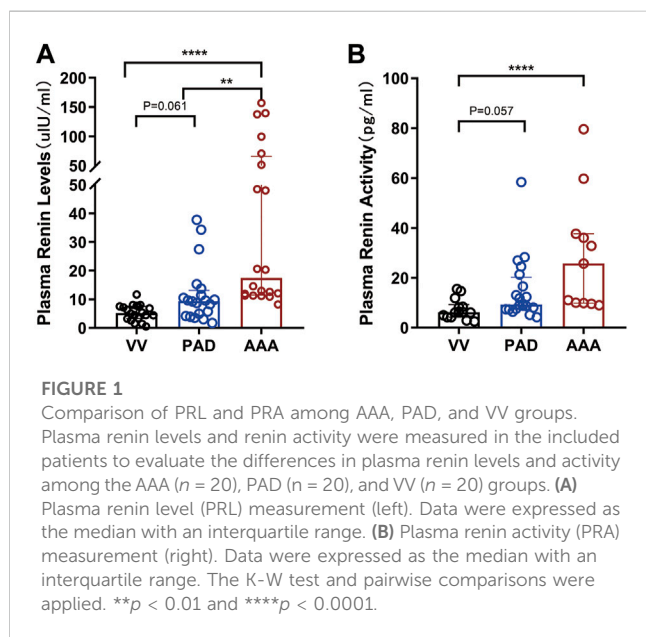 A
B
****
**
P=0.061
Plasma Renin Levels (uIU/ml)
200
150
100
50
50
40
30
20
10
0
VV
PAD
AAA
****
P=0.057
Plasma Renin Activity (pg/ml)
100
80
60
40
20
0
VV
PAD
AAA
FIGURE 1
Comparison of PRL and PRA among AAA, PAD, and VV groups.
Plasma renin levels and renin activity were measured in the included
patients to evaluate the differences in plasma renin levels and activity
among the AAA (n = 20), PAD (n = 20), and VV (n = 20) groups. (A)
Plasma renin level (PRL) measurement (left). Data were expressed as
the median with an interquartile range. (B) Plasma renin activity (PRA)
measurement (right). Data were expressed as the median with an
interquartile range. The K-W test and pairwise comparisons were
applied. **p < 0.01 and ****p < 0.0001.